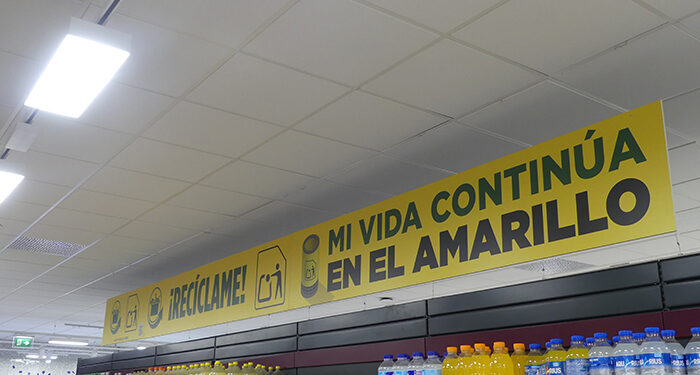 ¡RECÍCLAME!
MI VIDA CONTINÚA
EN EL AMARILLO